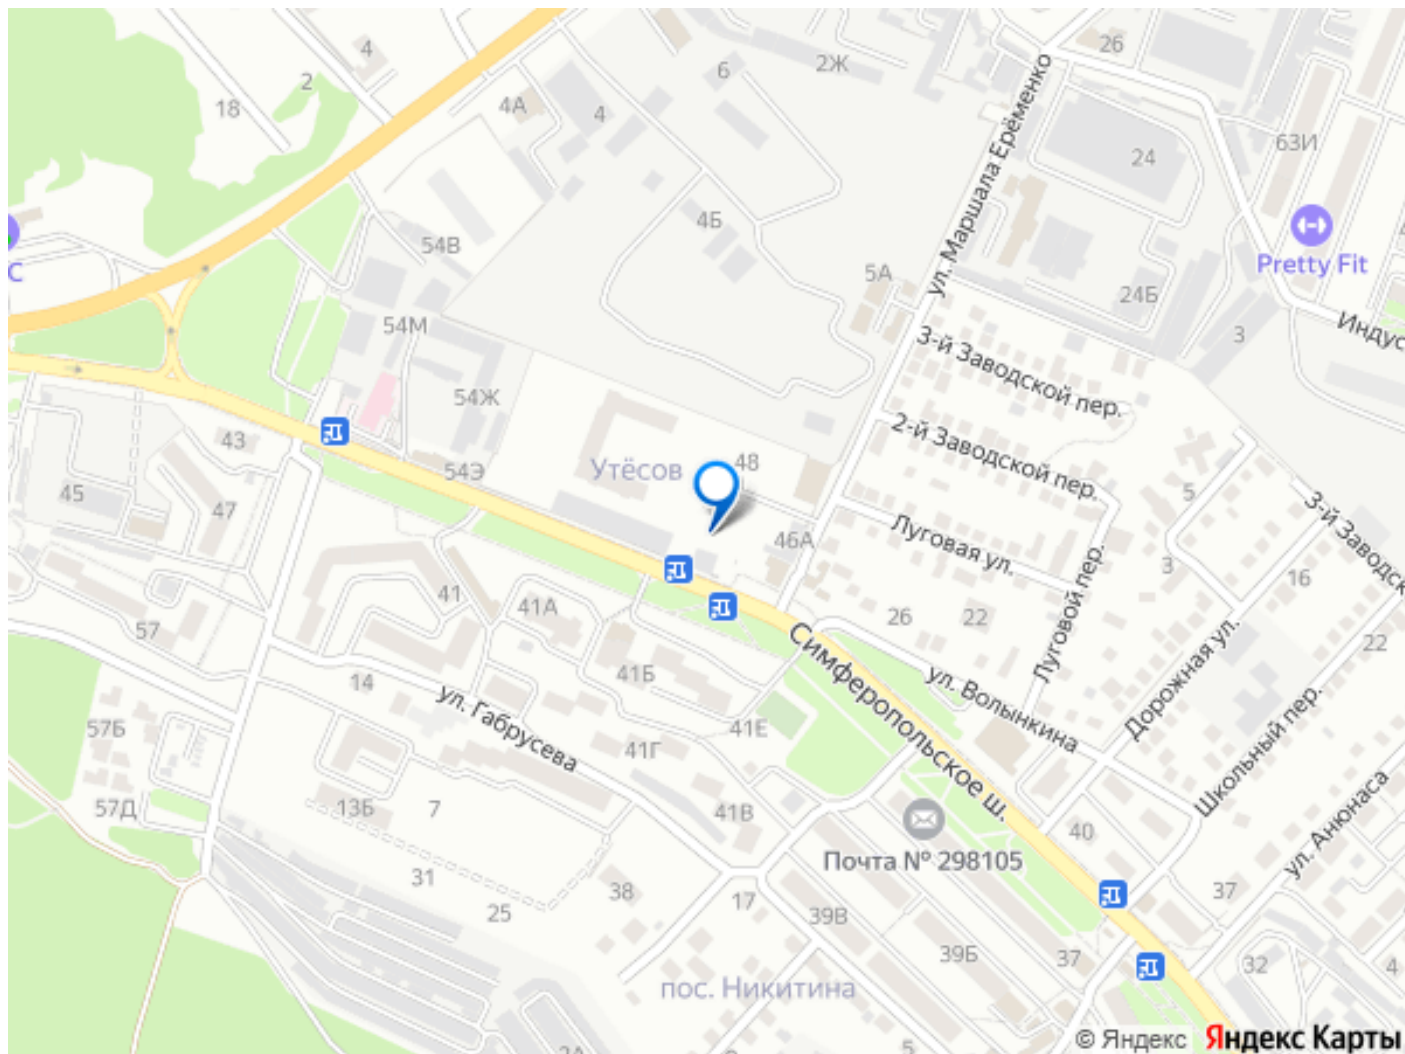 26
4
6
2Ж
2
4А
4
18
63И
24
ул. Маршала Ерёменко
4Б
54В
Pretty Fit
С
5А
24Б
54М
3
Индус
3-й Заводской пер.
54Ж
2-й Заводской пер.
43
48
54Э
Утёсов
45
5
47
3-й Заводск
Луговая ул.
46А
3
16
41
41А
Луговой пер.
57
26
22
22
Симферопольское ш.
Дорожная ул.
41Б
14
ул. Волынкина
ул. Габрусева
57Б
41Е
41Г
Школьный пер.
57Д
13Б
7
41В
40
ул. Анюнаса
Почта № 298105
31
38
37
25
17
39В
39Б
37
32
4
пос. Никитина
5
© Яндекс
Яндекс Карты